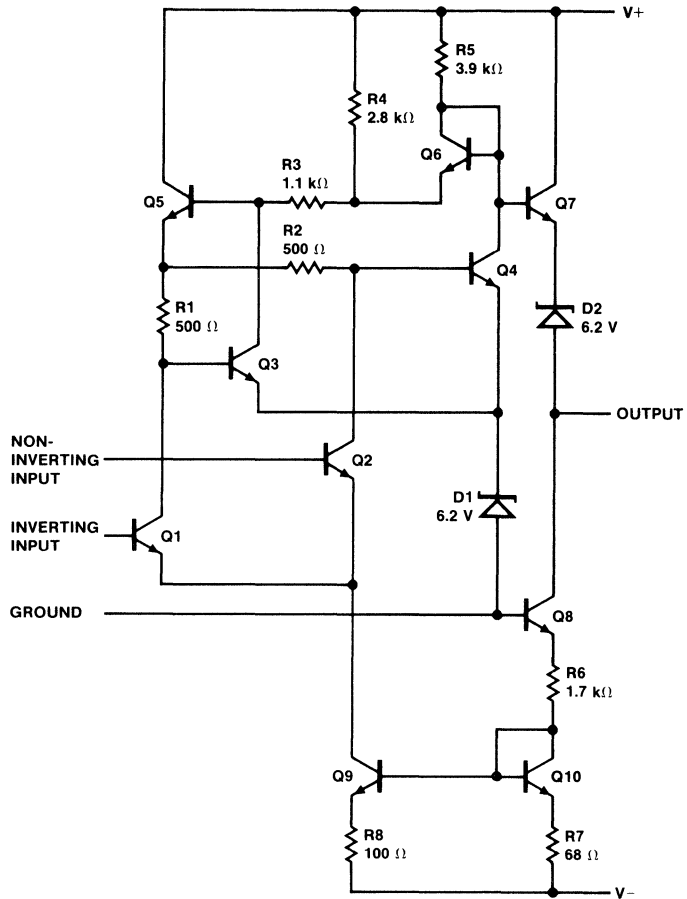 V+
R5
3.9 kΩ
R4
2.8 kΩ
Q6
R3
1.1 kΩ
Q5
Q7
R2
500 Ω
Q4
D2
6.2 V
R1
500 Ω
Q3
OUTPUT
NON-
INVERTING
INPUT
Q2
D1
6.2 V
INVERTING
INPUT
Q1
GROUND
Q8
R6
1.7 kΩ
Q9
Q10
R8
100 Ω
R7
68 Ω
V−